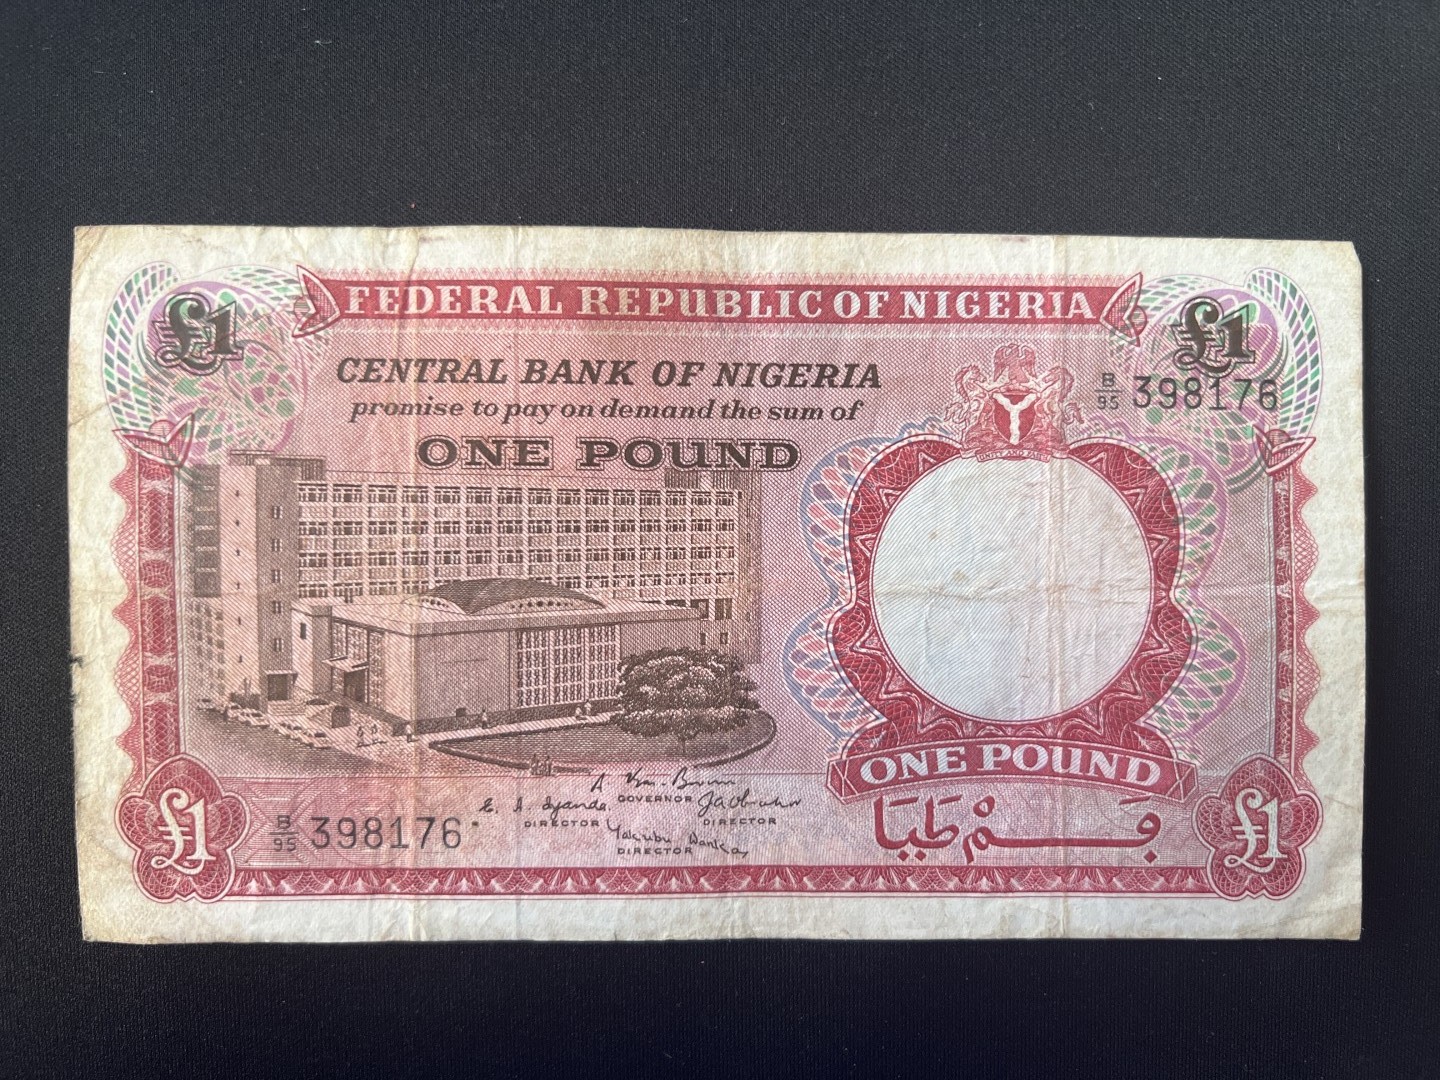 FEDERAL REPUBLIC OF NIGERIA
£1
£1
CENTRAL BANK OF NIGERIA
B/95 398176
promise to pay on demand the sum of
ONE POUND
ONE POUND
GOVERNOR
DIRECTOR
DIRECTOR
DIRECTOR
B/95 398176
£1
£1